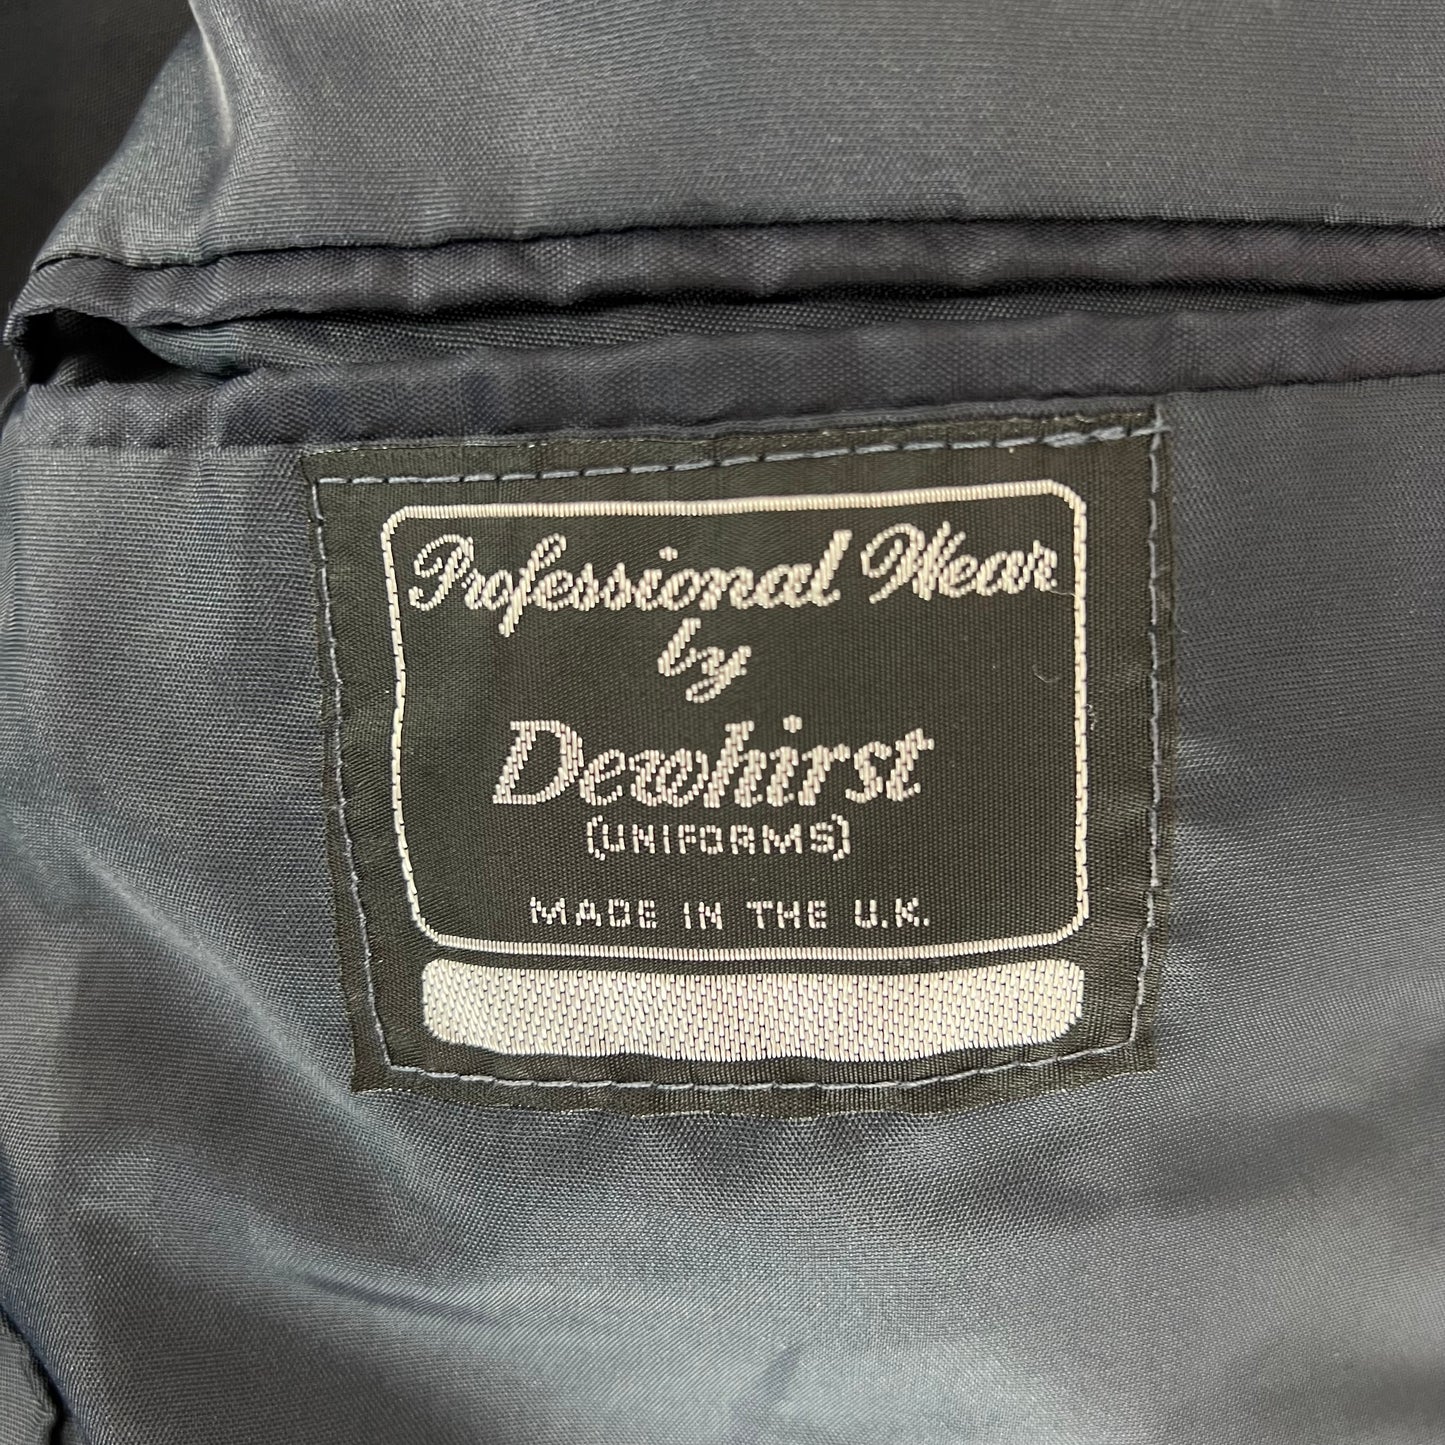 Professional Wear
by
Dewhirst
(UNIFORMS)
MADE IN THE U.K.